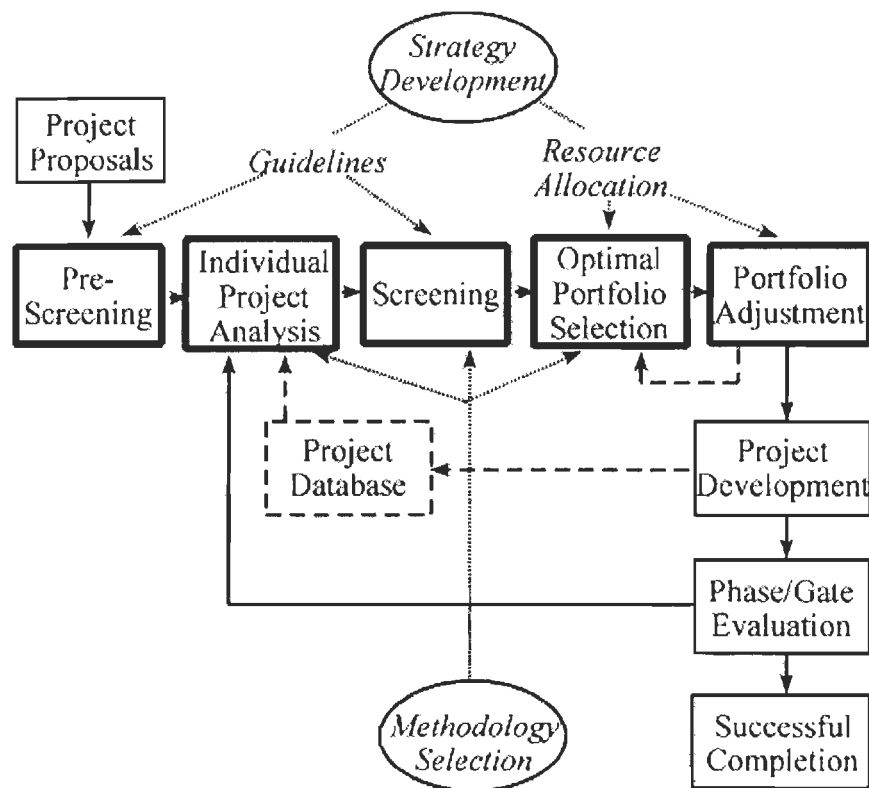 Strategy
Development
Project
Proposals
Guidelines
Resource
Allocation
Pre-
Screening
Individual
Project
Analysis
Screening
Optimal
Portfolio
Selection
Portfolio
Adjustment
Project
Database
Project
Development
Phase/Gate
Evaluation
Methodology
Selection
Successful
Completion